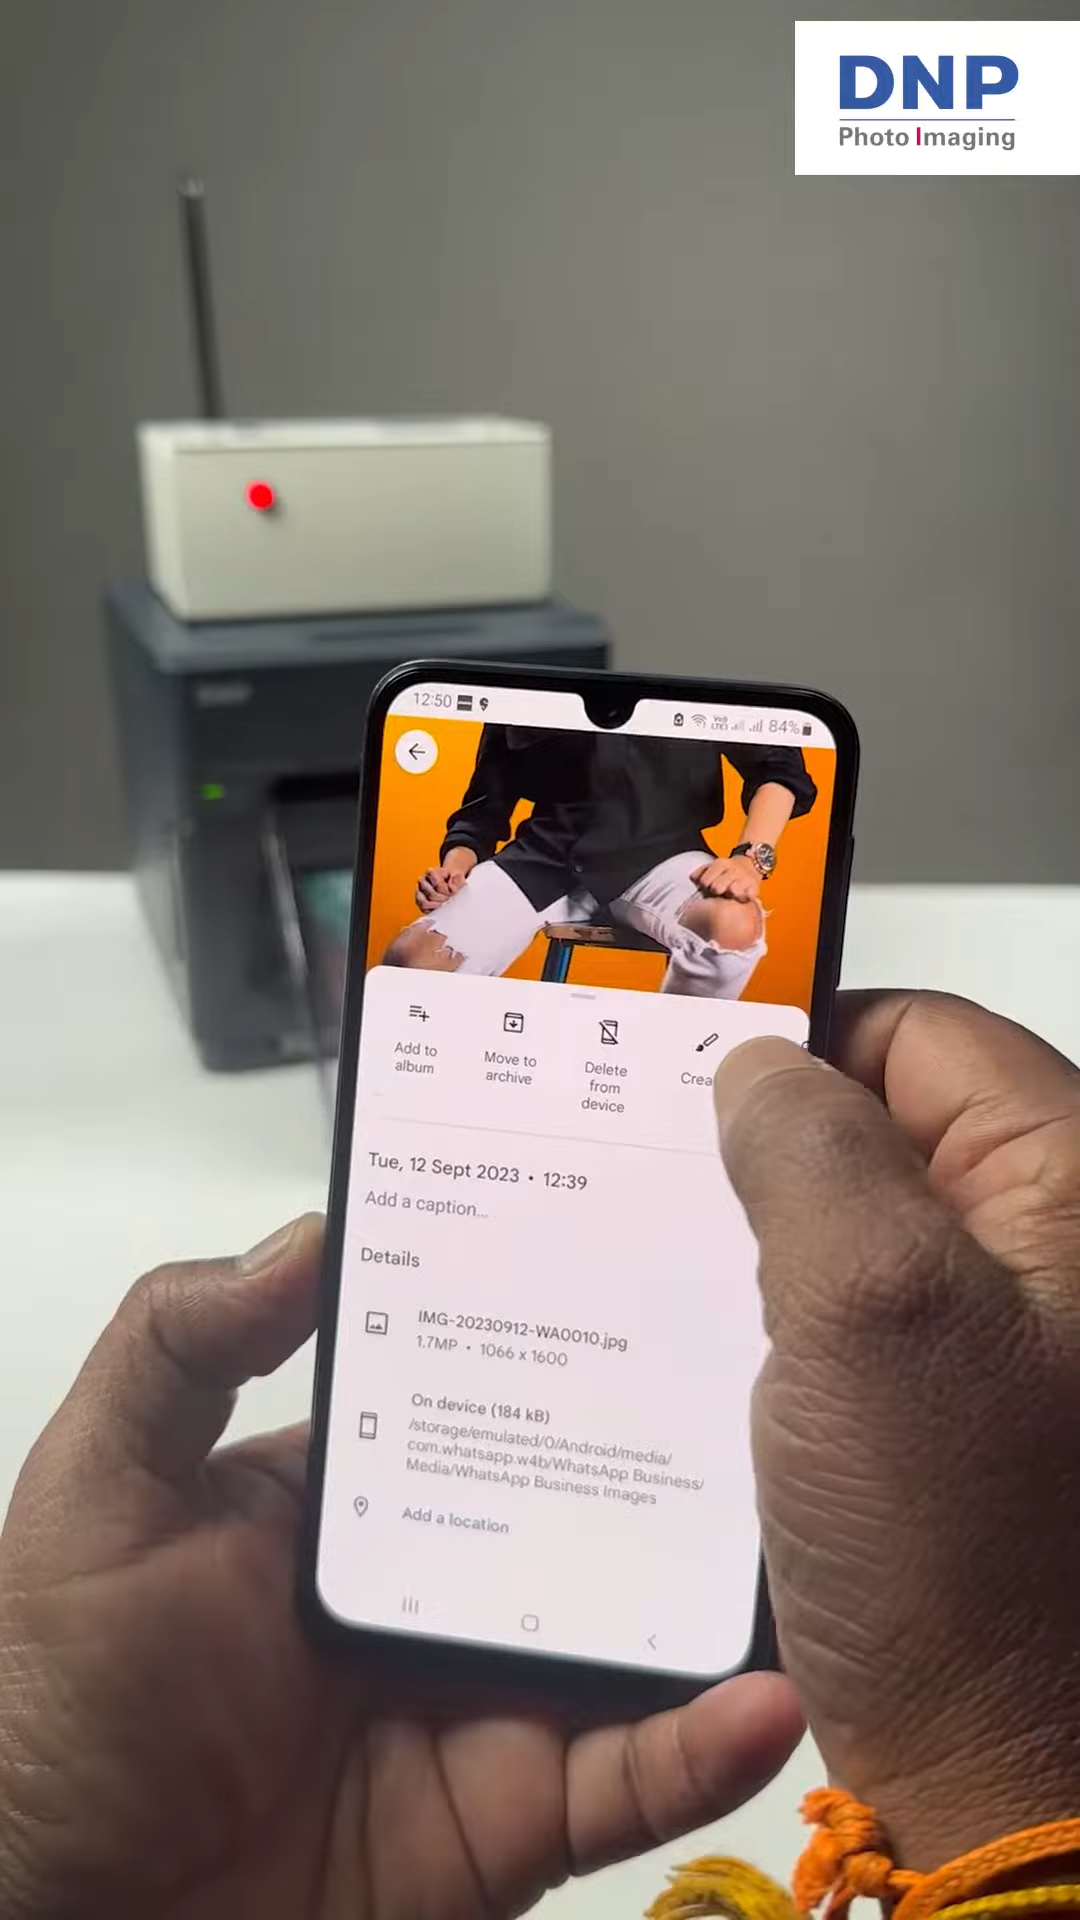 DNP
Photo Imaging
12:50
84%
Add to
album
Move to
archive
Delete
from
device
Tue, 12 Sept 2023 • 12:39
Add a caption...
Details
IMG-20230912-WA0010.jpg
1.7MP • 1066 x 1600
On device (184 kB)
/storage/emulated/0/Android/media/
com.whatsapp.w4b/WhatsApp Business/
Media/WhatsApp Business Images
Add a location